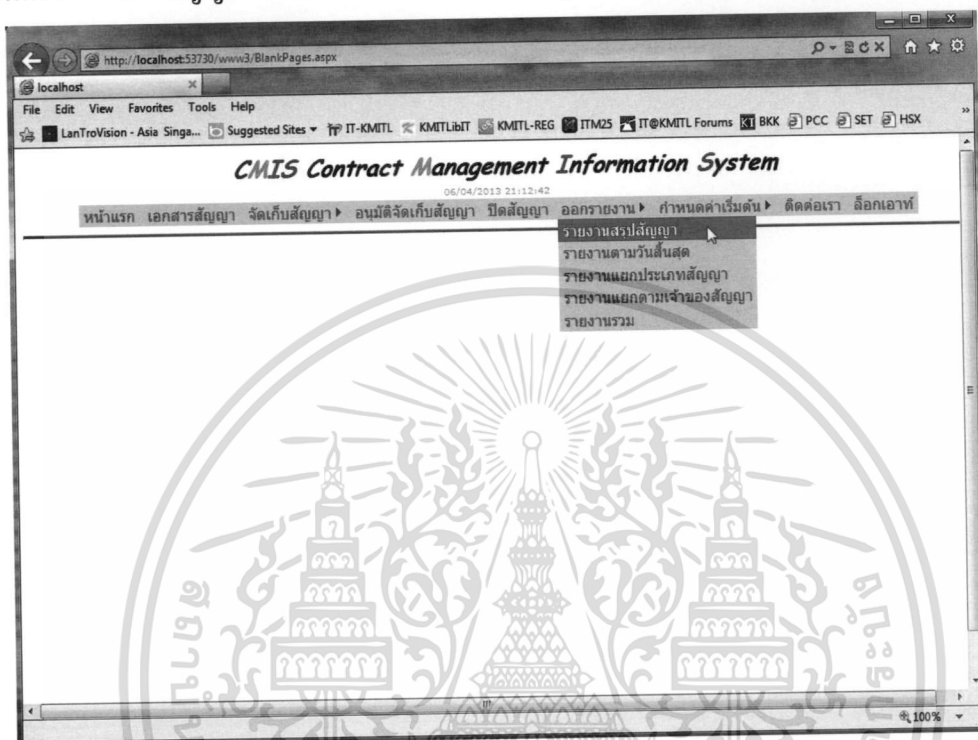 http://localhost:53730/www3/BlankPages.aspx
localhost
File Edit View Favorites Tools Help
LanTroVision - Asia Singa... Suggested Sites IT-KMITL KMITLibIT KMITL-REG ITM25 IT@KMITL Forums KT BKK PCC SET HSX
CMIS Contract Management Information System
06/04/2013 21:12:42
หน้าแรก เอกสารสัญญา จัดเก็บสัญญา อนุมัติจัดเก็บสัญญา ปิดสัญญา ออกรายงาน กำหนดค่าเริ่มต้น ติดต่อเรา ล็อกเอาท์
รายงานสรุปสัญญา
รายงานตามวันสิ้นสุด
รายงานแยกประเภทสัญญา
รายงานแยกตามเจ้าของสัญญา
รายงานรวม
100%